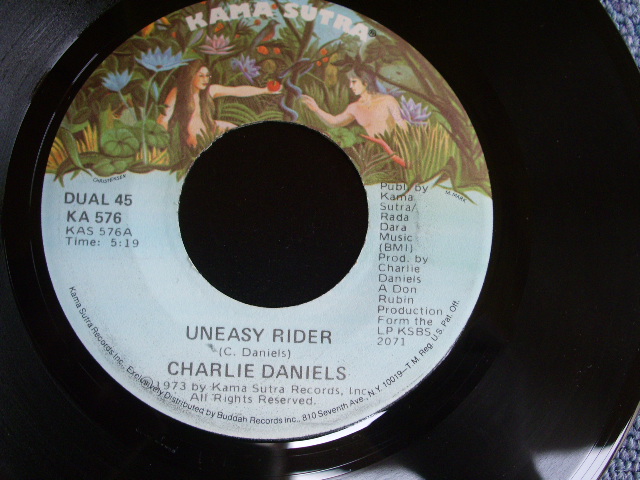 KAMA SUTRA®
CHRISTENSEN
DUAL 45
KA 576
KAS 576A
Time: 5:19
Publ. by
Kama
Sutra/
Rada
Dara
Music
(BMI)
Prod. by
Charlie
Daniels
A Don
Rubin
Production
Form the
LP KSBS
2071
UNEASY RIDER
(C. Daniels)
CHARLIE DANIELS
1973 by Kama Sutra Records, Inc.
All Rights Reserved.
Kama Sutra Records Inc., Exclusively Distributed by Buddah Records Inc., 810 Seventh Ave., N.Y. 10019—T.M. Reg. U.S. Pat. Off.